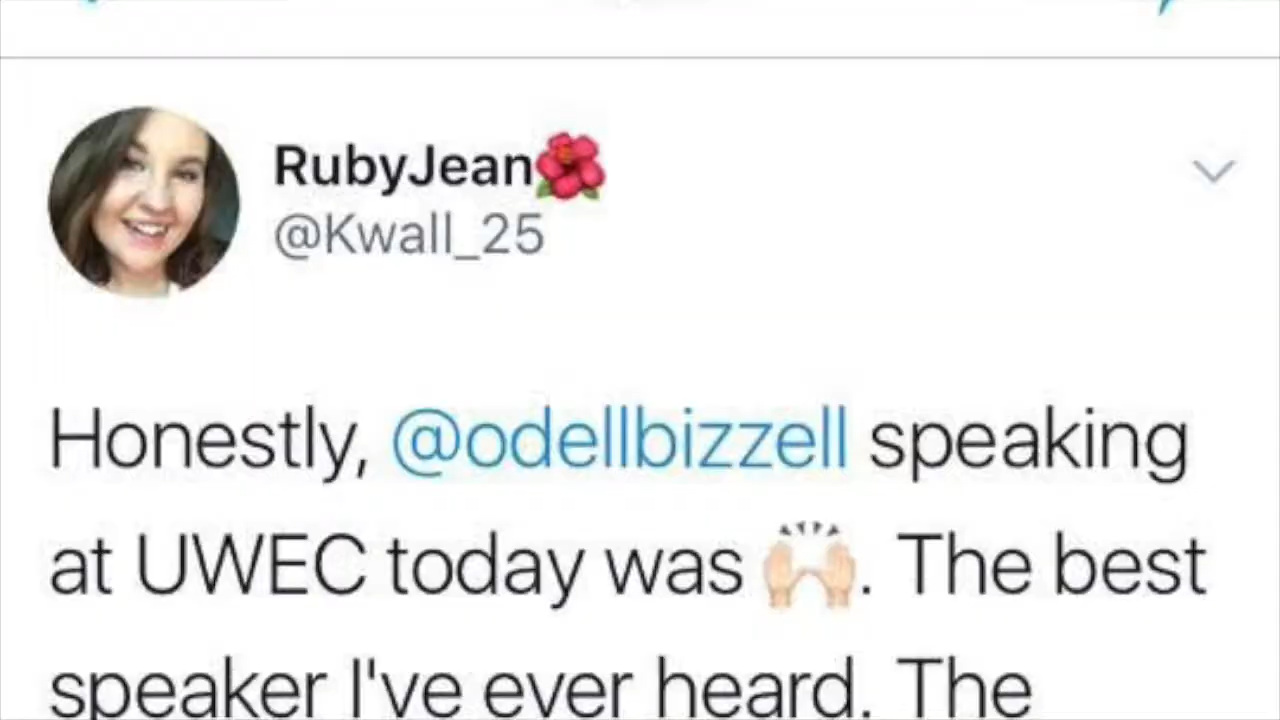 RubyJean🌺
@Kwall_25
Honestly, @odellbizzell speaking
at UWEC today was 🙌🏻. The best
speaker I've ever heard. The